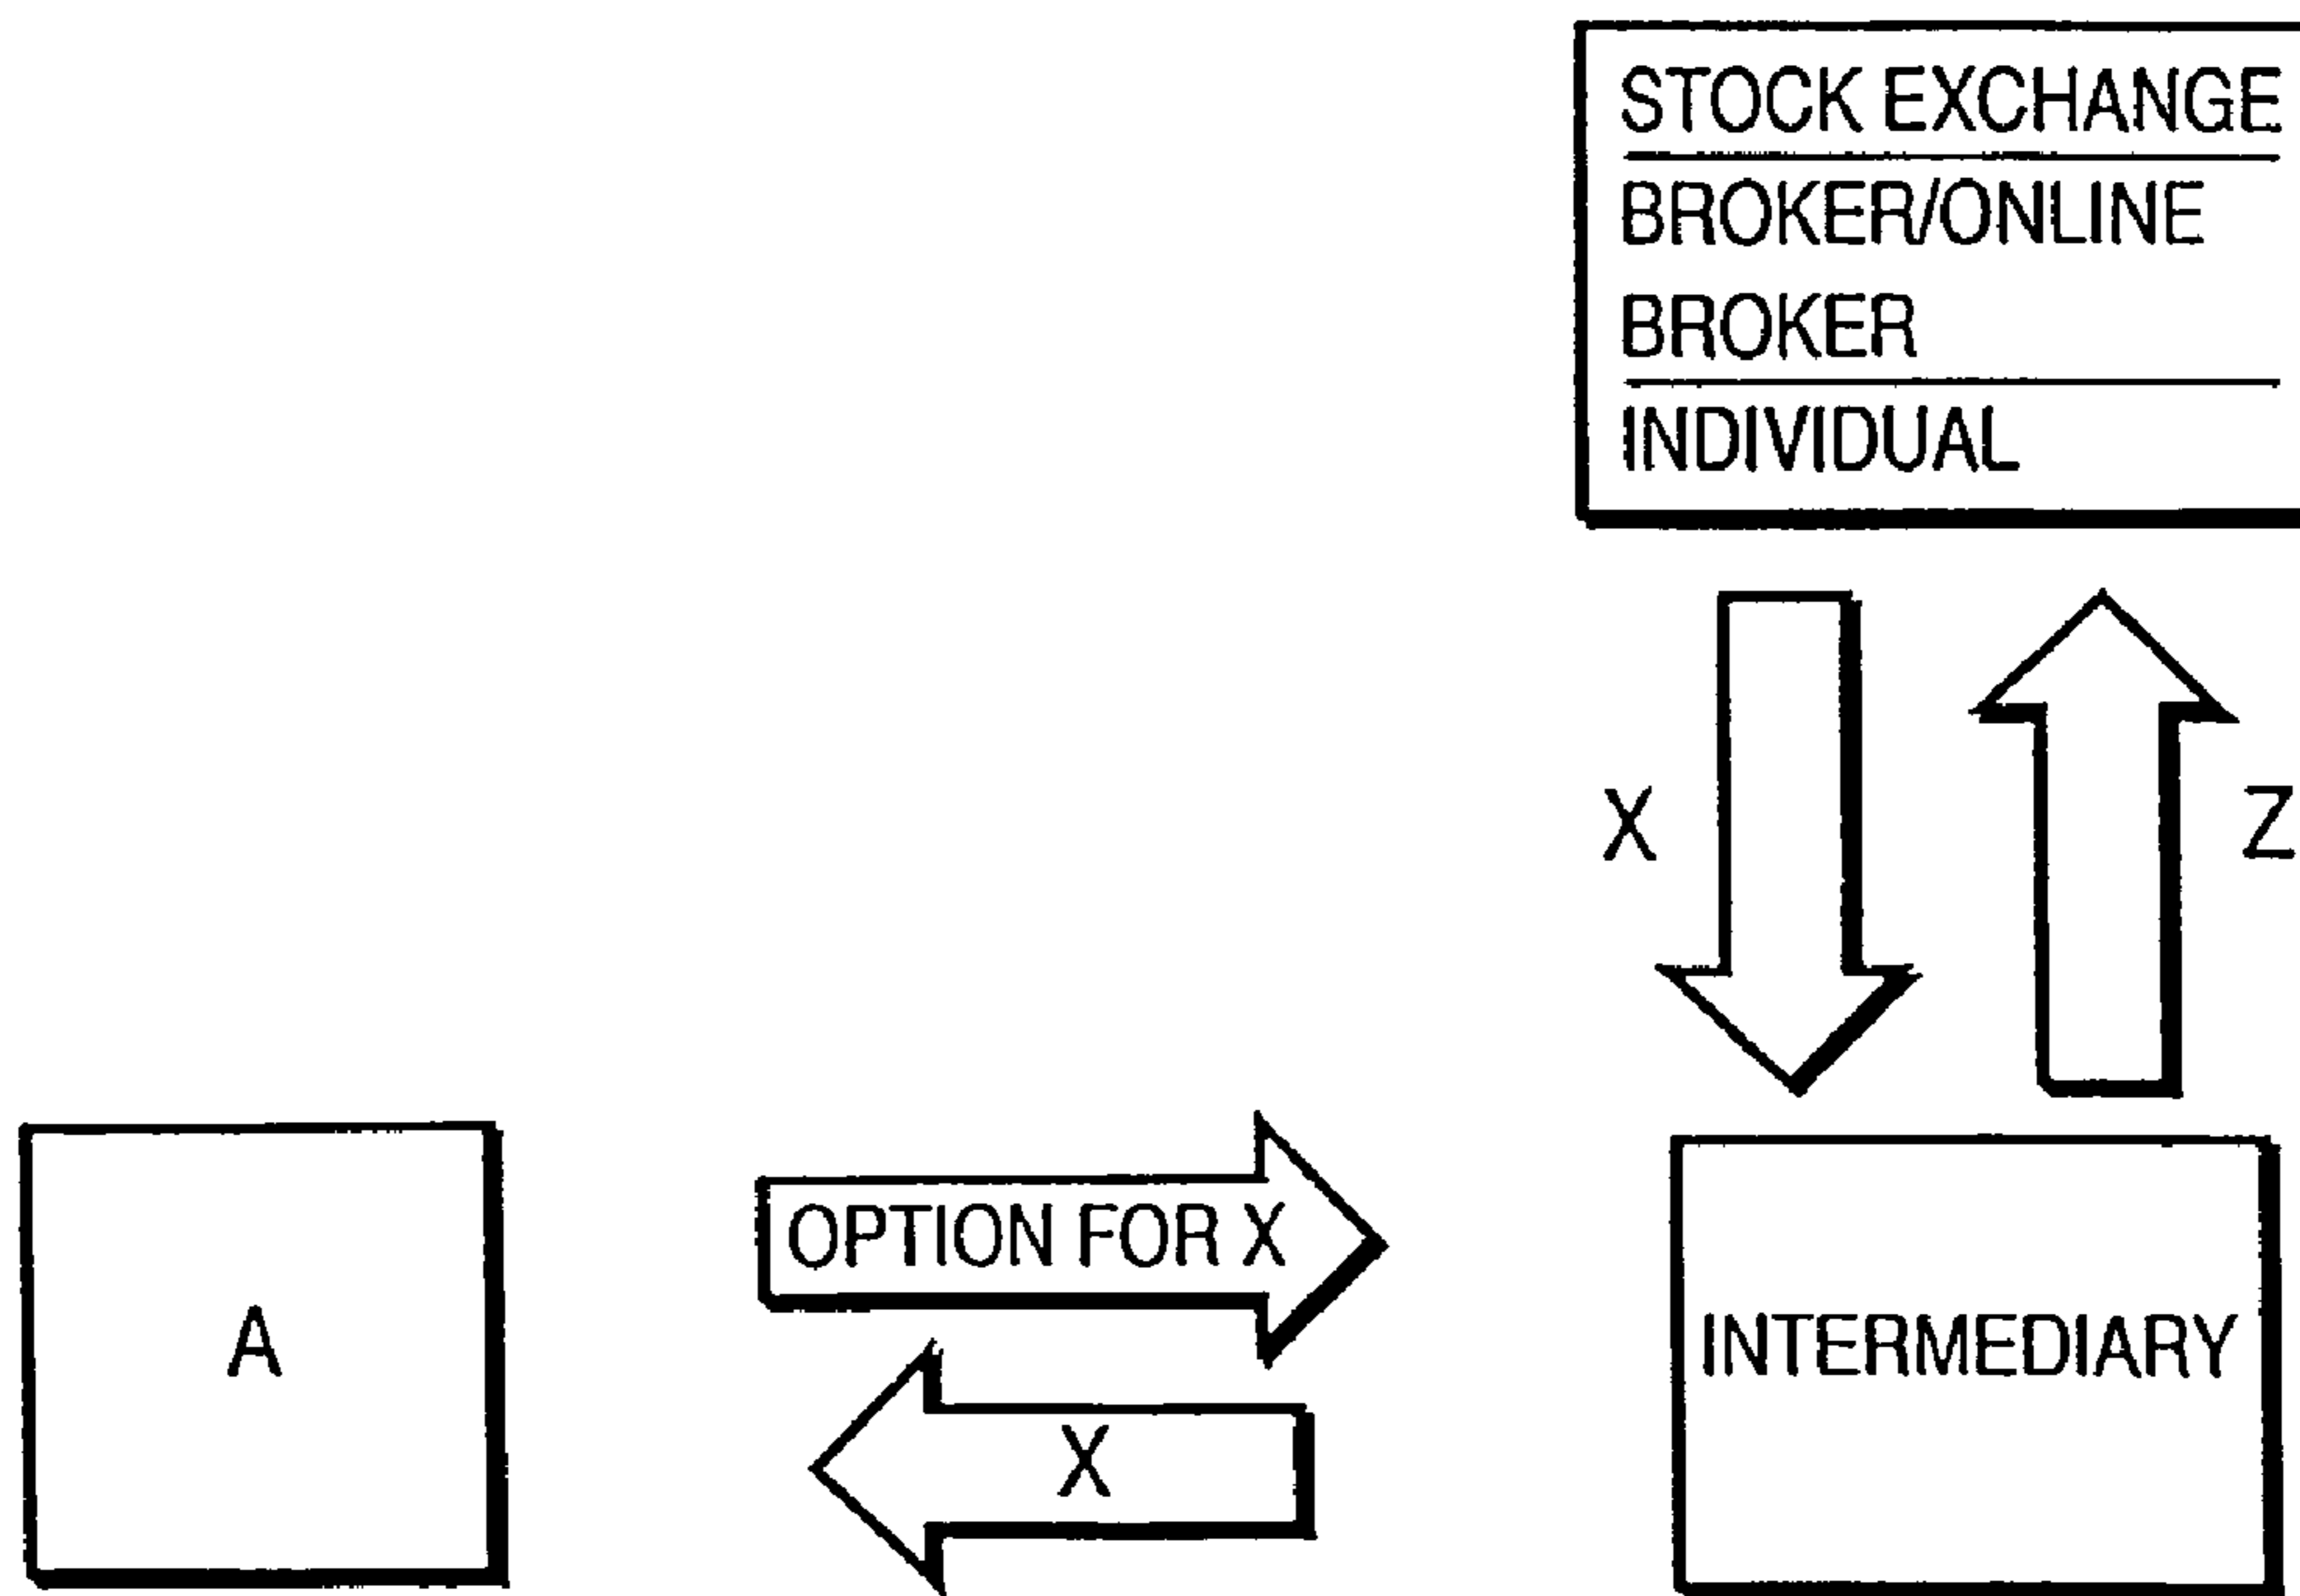 STOCK EXCHANGE
BROKER/ONLINE
BROKER
INDIVIDUAL
X
Z
OPTION FOR X
A
INTERMEDIARY
X